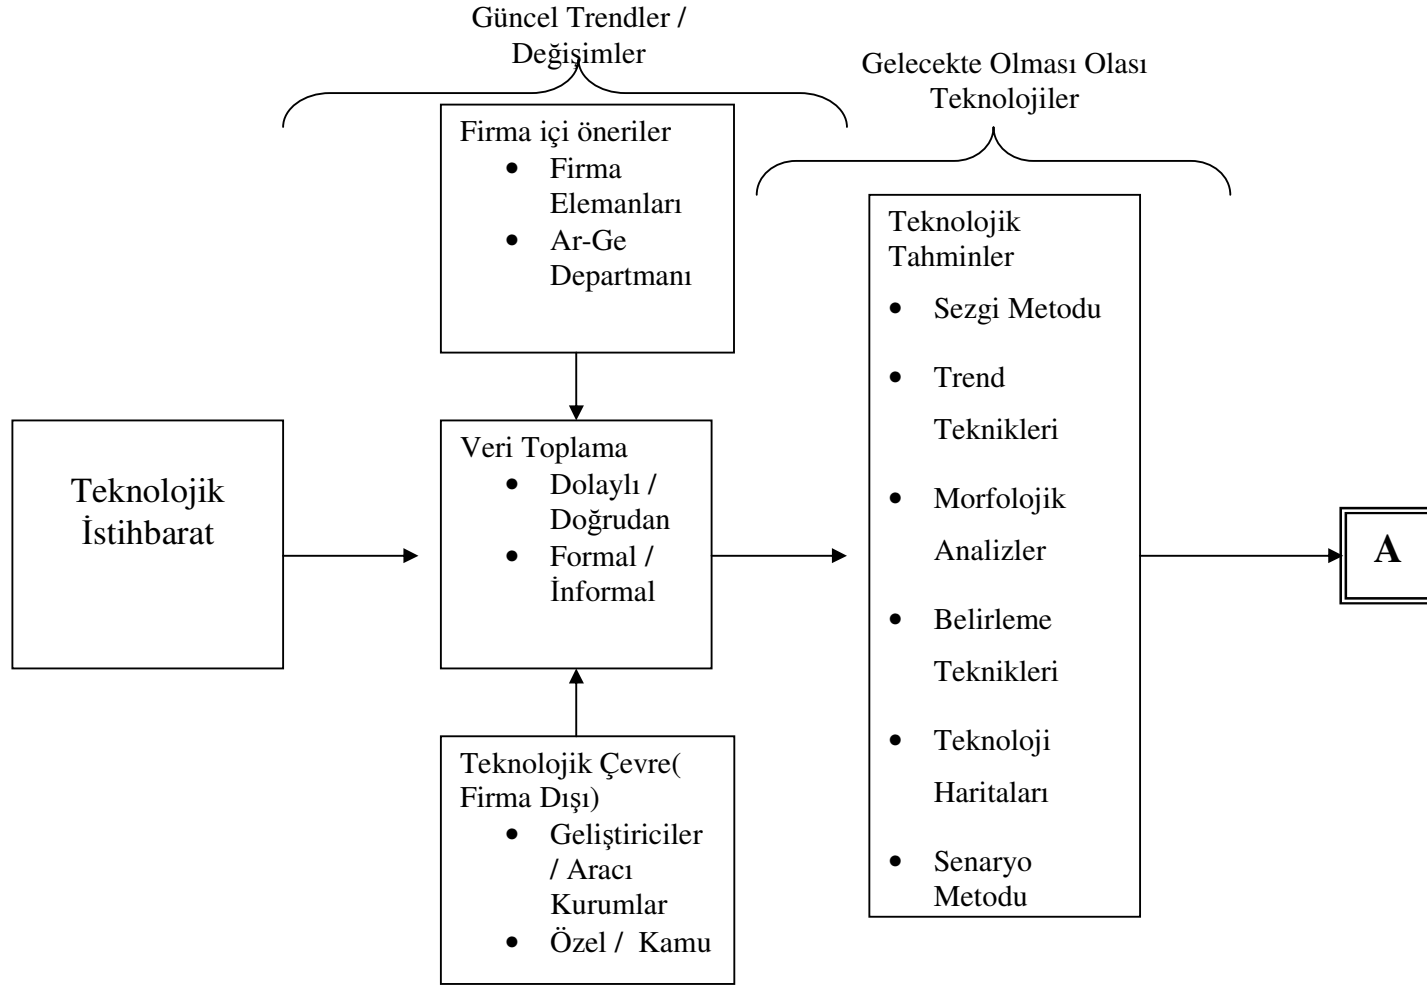 Güncel Trendler /
Değişimler
Gelecekte Olması Olası
Teknolojiler
Firma içi öneriler
• Firma
Elemanları
• Ar-Ge
Departmanı
Teknolojik
İstihbarat
Veri Toplama
• Dolaylı /
Doğrudan
• Formal /
İnformal
Teknolojik Çevre(
Firma Dışı)
• Geliştiriciler
/ Aracı
Kurumlar
• Özel / Kamu
Teknolojik
Tahminler
• Sezgi Metodu
• Trend
Teknikleri
• Morfolojik
Analizler
• Belirleme
Teknikleri
• Teknoloji
Haritaları
• Senaryo
Metodu
A